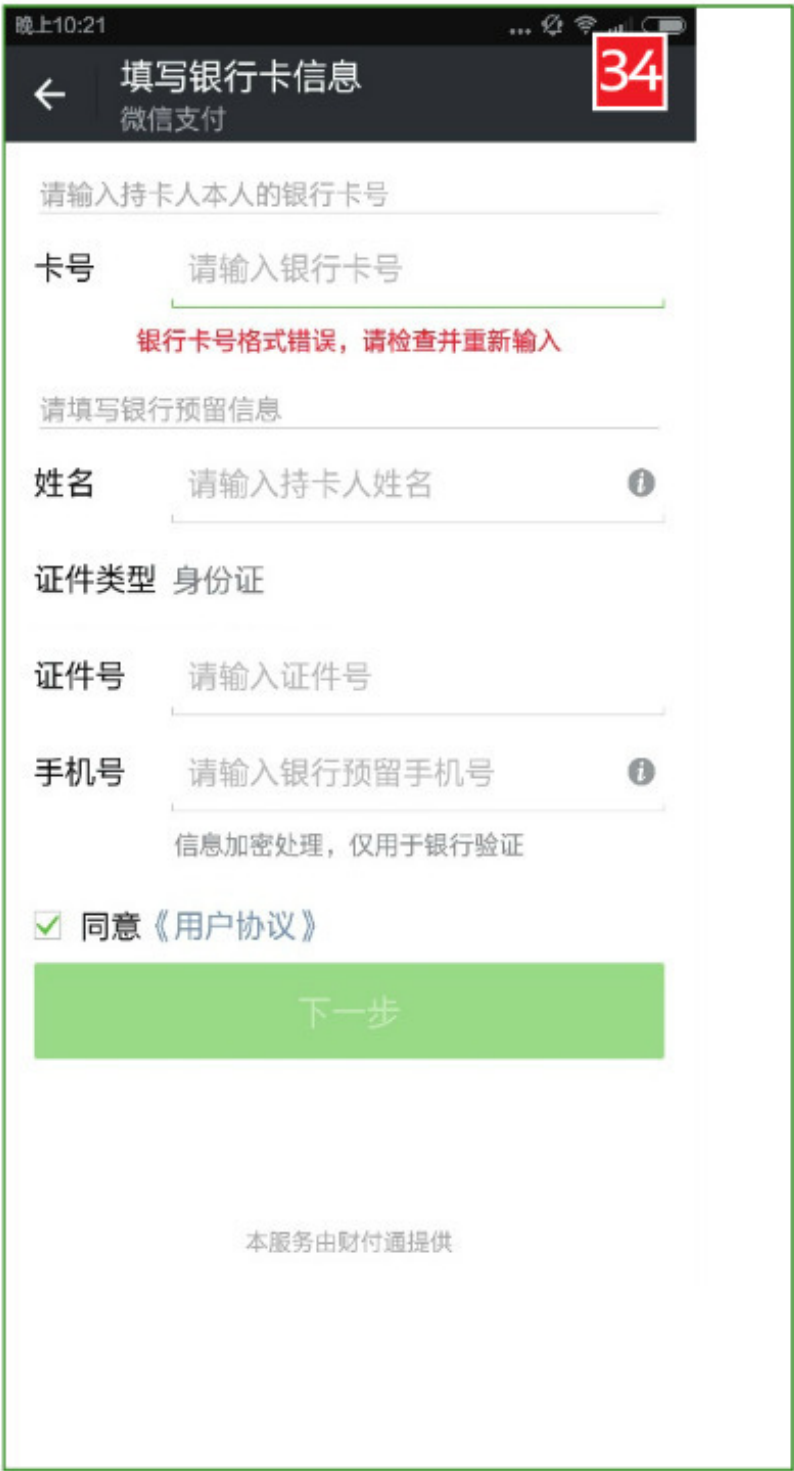 晚上10:21
34
填写银行卡信息
微信支付
请输入持卡人本人的银行卡号
卡号 请输入银行卡号
银行卡号格式错误，请检查并重新输入
请填写银行预留信息
姓名 请输入持卡人姓名
证件类型 身份证
证件号 请输入证件号
手机号 请输入银行预留手机号
信息加密处理，仅用于银行验证
同意《用户协议》
下一步
本服务由财付通提供